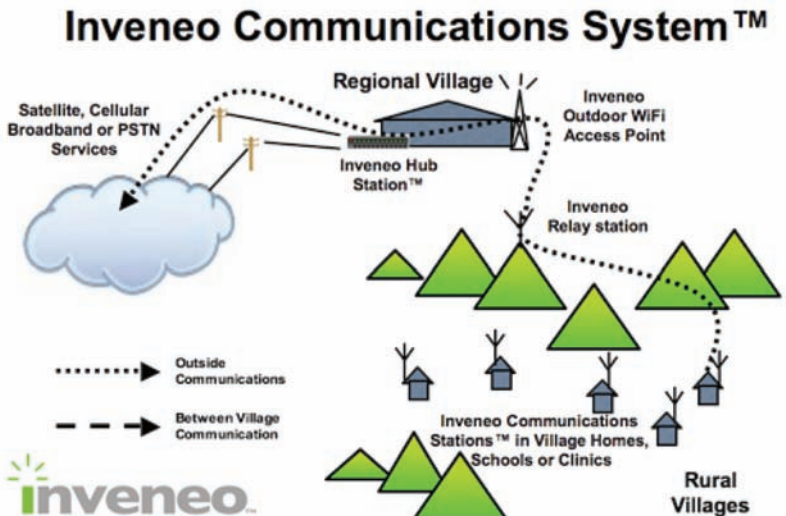 Inveneo Communications System™
Regional Village
Satellite, Cellular
Broadband or PSTN
Services
Inveneo
Outdoor WiFi
Access Point
Inveneo Hub
Station™
Inveneo
Relay station
Outside
Communications
Between Village
Communication
Inveneo Communications
Stations™ in Village Homes,
Schools or Clinics
Rural
Villages
inveneo™